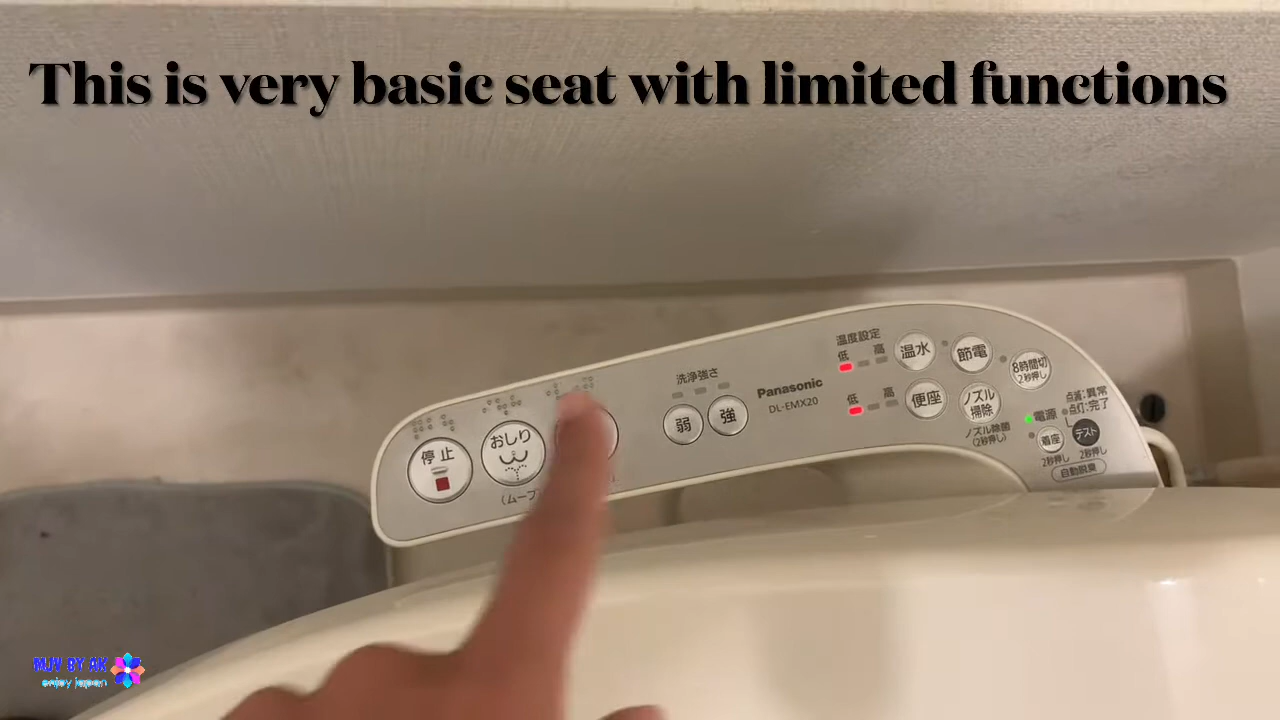 This is very basic seat with limited functions
停止
おしり
(ムーブ
洗浄強さ
弱
強
Panasonic
DL-EMX20
温度設定
低
高
温水
節電
8時間切
2秒押し
低
高
便座
ノズル
掃除
ノズル除菌
(2秒押し)
電源
点滅:異常
点灯:完了
着座
テスト
2秒押し
2秒押し
自動脱臭
MJV BY AK
enjoy japan